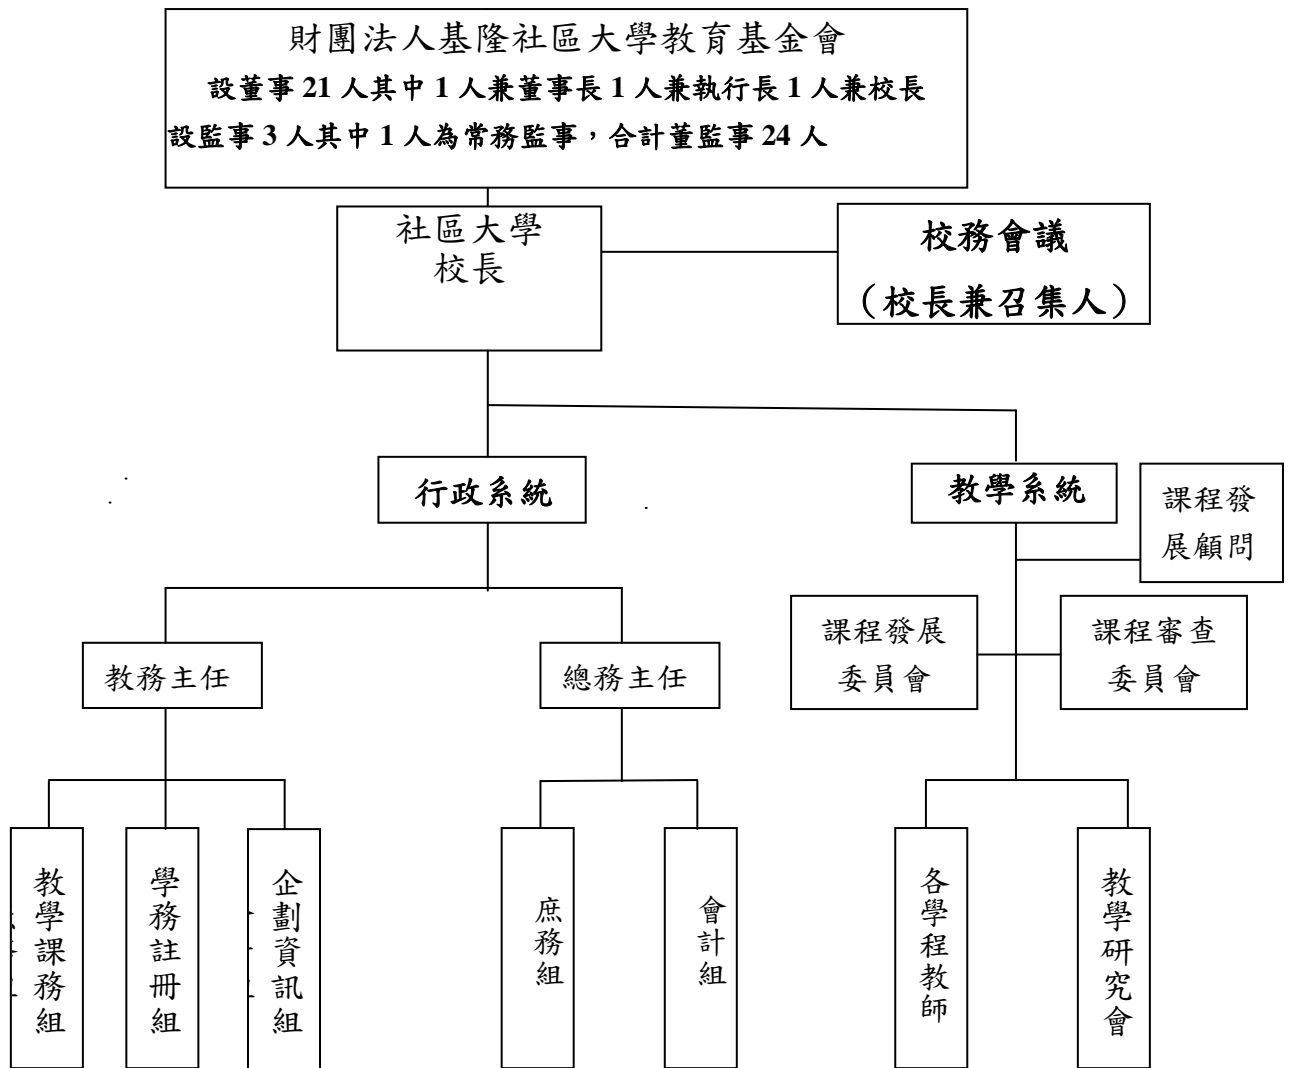 財團法人基隆社區大學教育基金會
設董事 21 人其中 1 人兼董事長 1 人兼執行長 1 人兼校長
設監事 3 人其中 1 人為常務監事，合計董監事 24 人
社區大學
校長
校務會議
（校長兼召集人）
行政系統
教學系統
課程發
展顧問
課程發展
委員會
課程審查
委員會
教務主任
總務主任
教學課務組
學務註冊組
企劃資訊組
庶務組
會計組
各學程教師
教學研究會